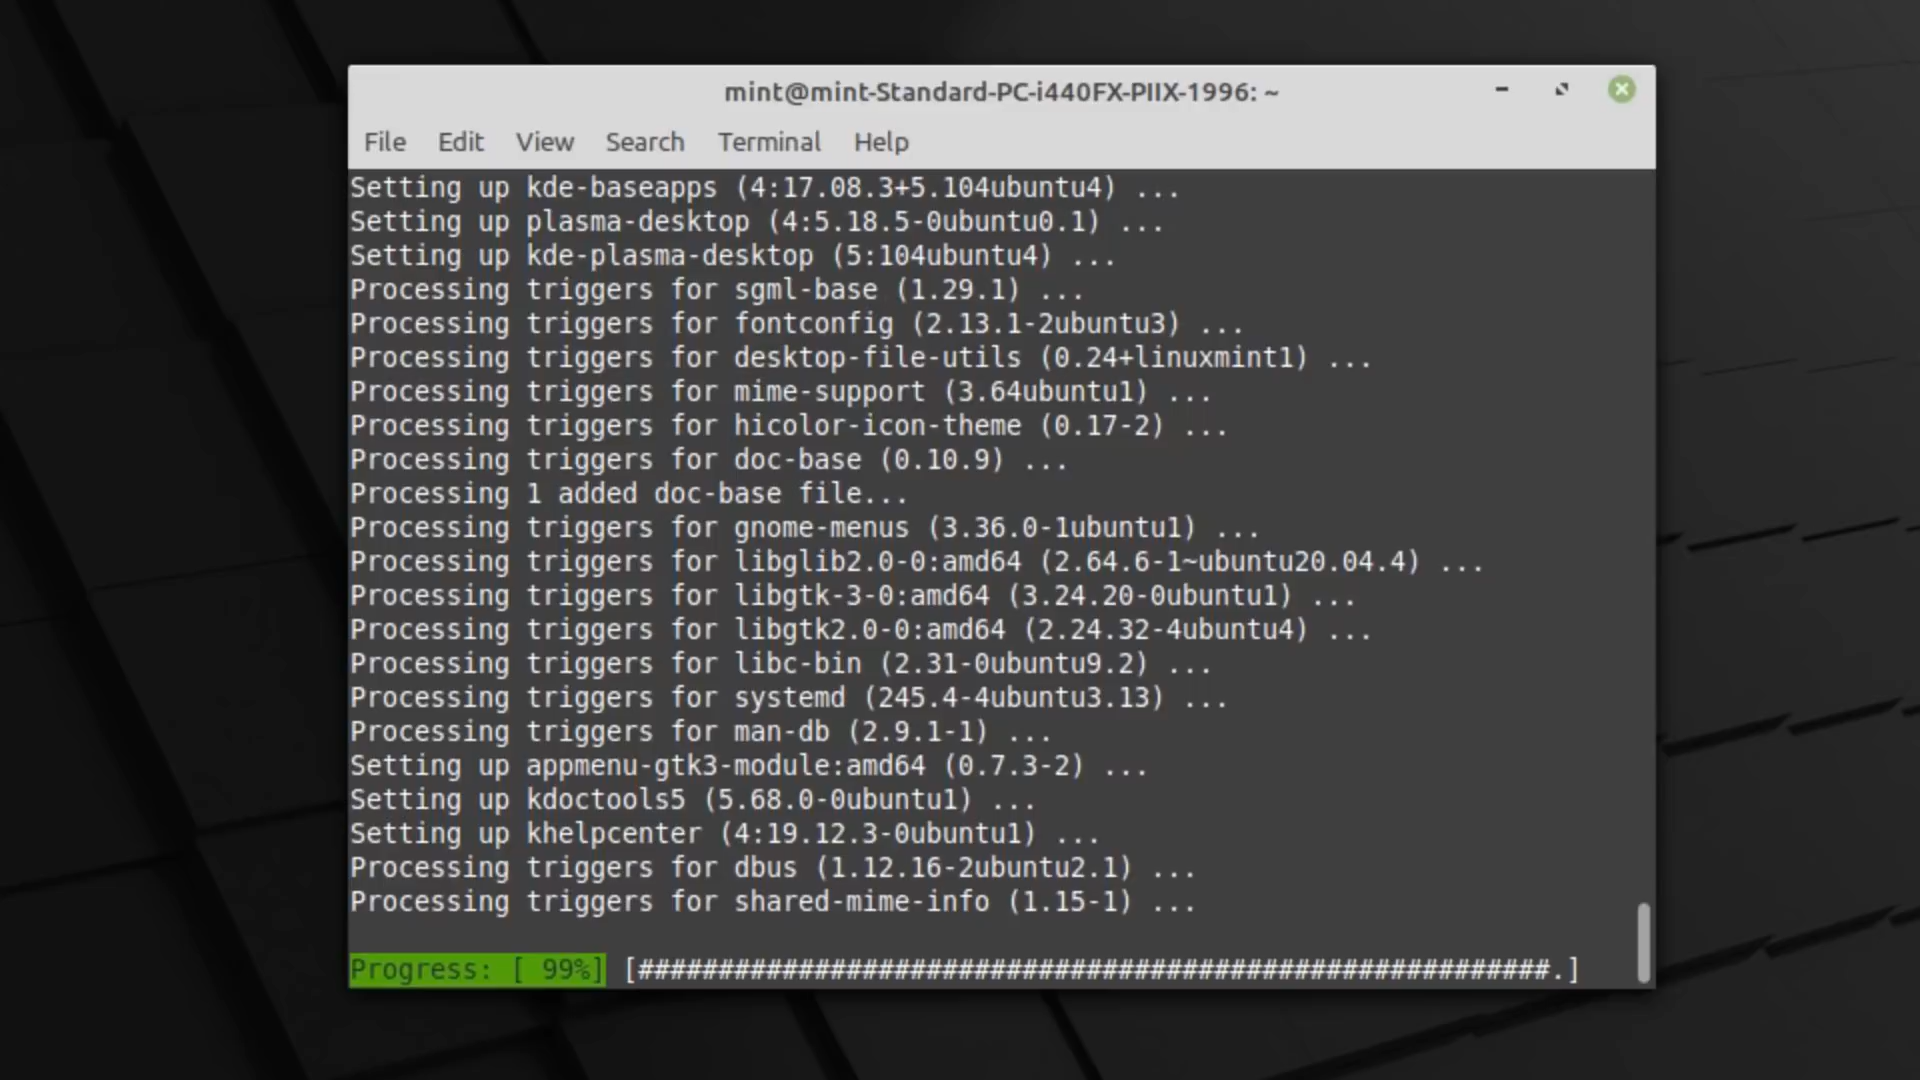 mint@mint-Standard-PC-i440FX-PIIX-1996: ~
File Edit View Search Terminal Help
Setting up kde-baseapps (4:17.08.3+5.104ubuntu4) ...
Setting up plasma-desktop (4:5.18.5-0ubuntu0.1) ...
Setting up kde-plasma-desktop (5:104ubuntu4) ...
Processing triggers for sgml-base (1.29.1) ...
Processing triggers for fontconfig (2.13.1-2ubuntu3) ...
Processing triggers for desktop-file-utils (0.24+linuxmint1) ...
Processing triggers for mime-support (3.64ubuntu1) ...
Processing triggers for hicolor-icon-theme (0.17-2) ...
Processing triggers for doc-base (0.10.9) ...
Processing 1 added doc-base file...
Processing triggers for gnome-menus (3.36.0-1ubuntu1) ...
Processing triggers for libglib2.0-0:amd64 (2.64.6-1~ubuntu20.04.4) ...
Processing triggers for libgtk-3-0:amd64 (3.24.20-0ubuntu1) ...
Processing triggers for libgtk2.0-0:amd64 (2.24.32-4ubuntu4) ...
Processing triggers for libc-bin (2.31-0ubuntu9.2) ...
Processing triggers for systemd (245.4-4ubuntu3.13) ...
Processing triggers for man-db (2.9.1-1) ...
Setting up appmenu-gtk3-module:amd64 (0.7.3-2) ...
Setting up kdoctools5 (5.68.0-0ubuntu1) ...
Setting up khelpcenter (4:19.12.3-0ubuntu1) ...
Processing triggers for dbus (1.12.16-2ubuntu2.1) ...
Processing triggers for shared-mime-info (1.15-1) ...
Progress: [ 99%] [#########################################################.]